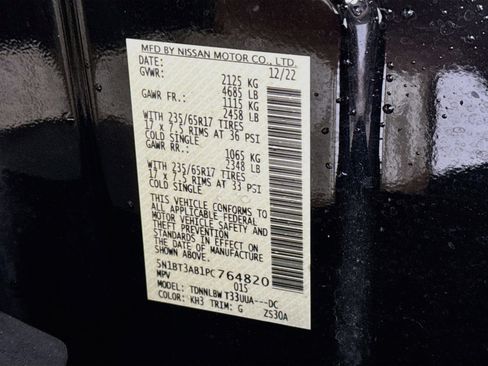 MFD BY NISSAN MOTOR CO., LTD.
DATE: 12/22
GVWR: 2125 KG
4685 LB
GAWR FR.: 1115 KG
2458 LB
WITH 235/65R17 TIRES
17 x 7.5 RIMS AT 36 PSI
COLD SINGLE
GAWR RR.: 1065 KG
2348 LB
WITH 235/65R17 TIRES
17 x 7.5 RIMS AT 33 PSI
COLD SINGLE
THIS VEHICLE CONFORMS TO
ALL APPLICABLE FEDERAL
MOTOR VEHICLE SAFETY AND
THEFT PREVENTION
STANDARDS IN EFFECT ON
THE DATE OF MANUFACTURE
SHOWN ABOVE.
5N1BT3AB1PC764820
MPV 015
MODEL: TDNNLBW T33UUA---DC
COLOR: KH3 TRIM: G ZS30A